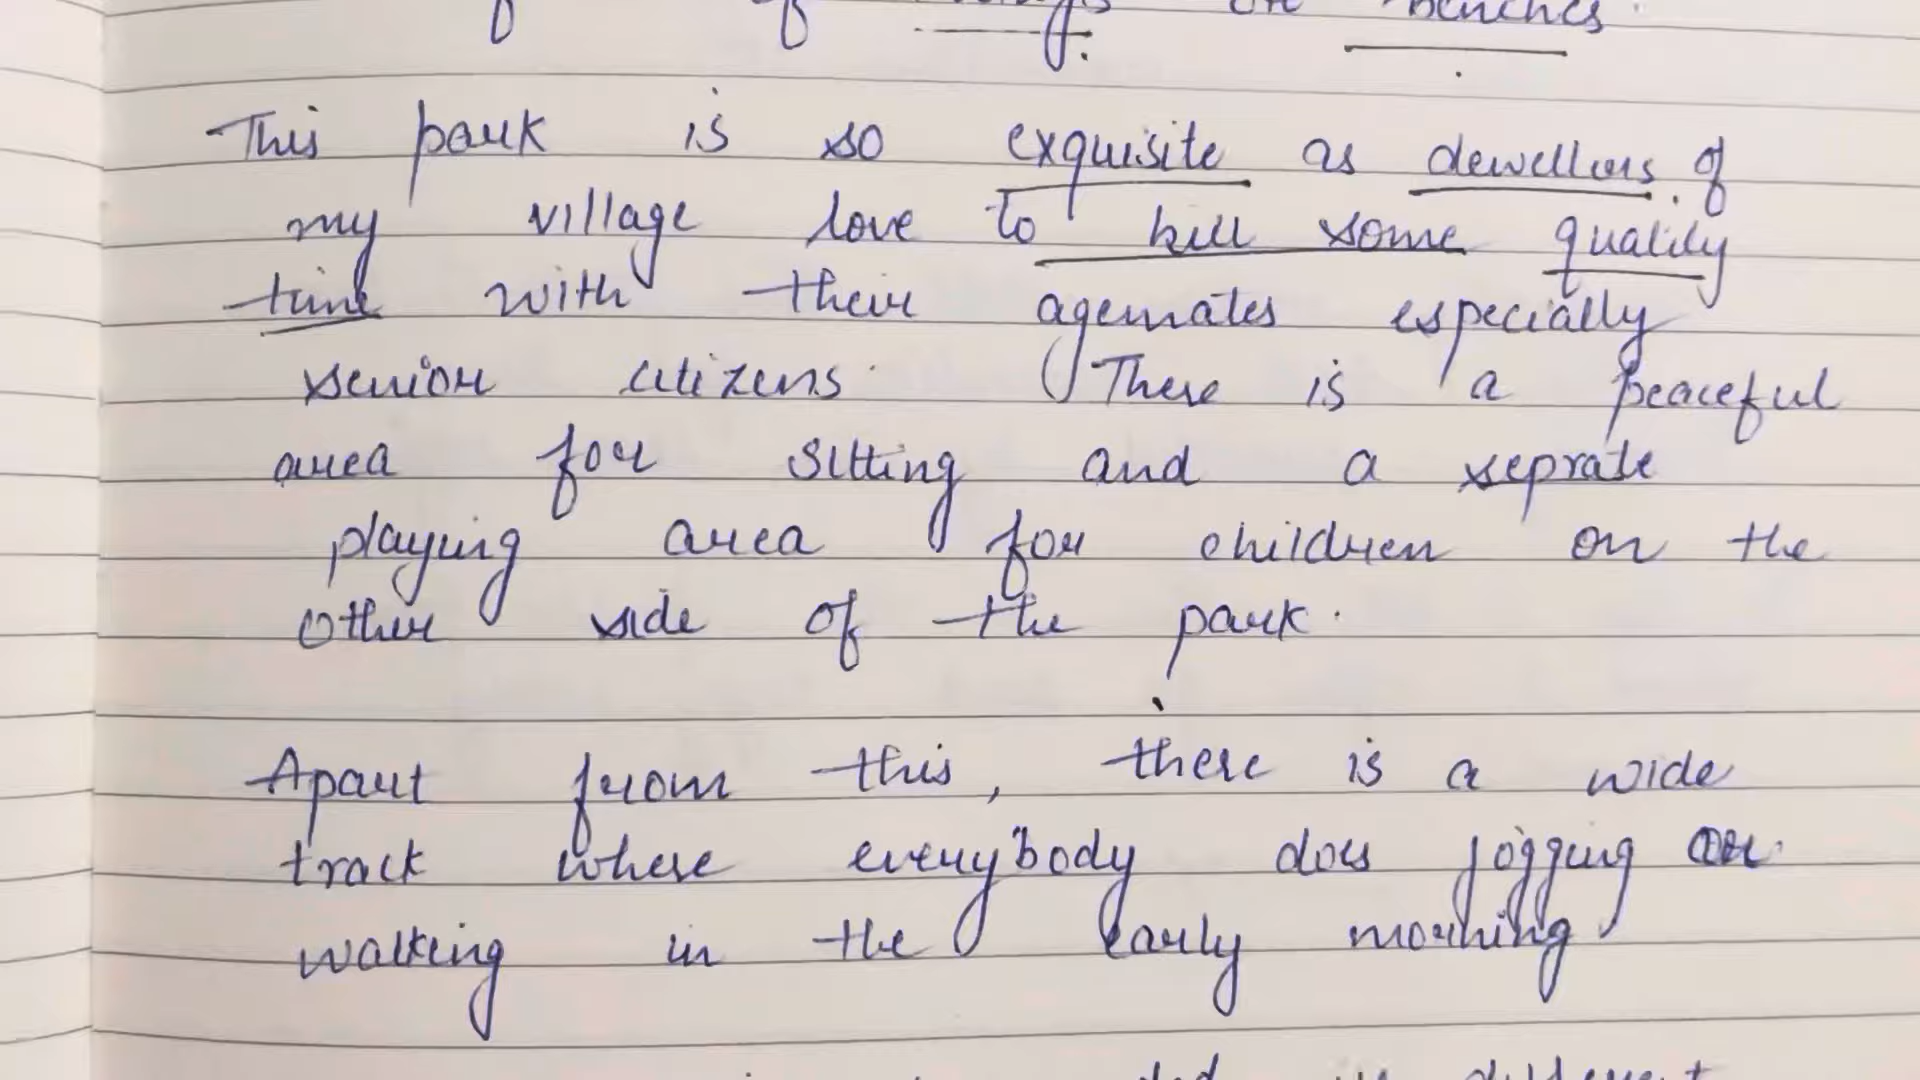 benches.
This park is so exquisite as dewellers of
my village love to kill some quality
time with their agemates especially
senior citizens. There is a peaceful
area for sitting and a seprate
playing area for children on the
other side of the park.
Apart from this, there is a wide
track where everybody does jogging or
walking in the early morning
different